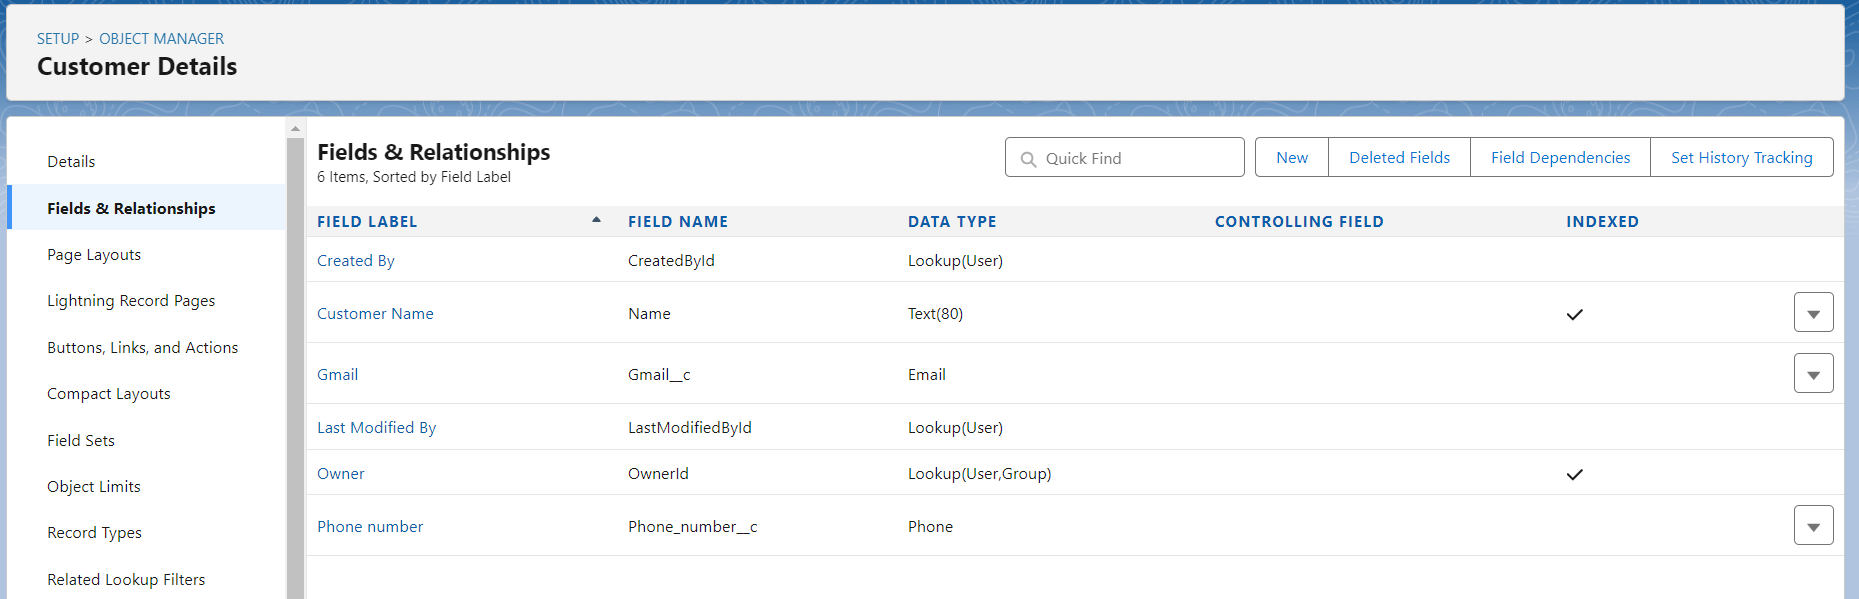 SETUP > OBJECT MANAGER
Customer Details
Details
Fields & Relationships
Page Layouts
Lightning Record Pages
Buttons, Links, and Actions
Compact Layouts
Field Sets
Object Limits
Record Types
Related Lookup Filters
Fields & Relationships
6 Items, Sorted by Field Label
Quick Find
New Deleted Fields Field Dependencies Set History Tracking
FIELD LABEL FIELD NAME DATA TYPE CONTROLLING FIELD INDEXED
Created By CreatedById Lookup(User)
Customer Name Name Text(80)
Gmail Gmail__c Email
Last Modified By LastModifiedById Lookup(User)
Owner OwnerId Lookup(User,Group)
Phone number Phone_number__c Phone